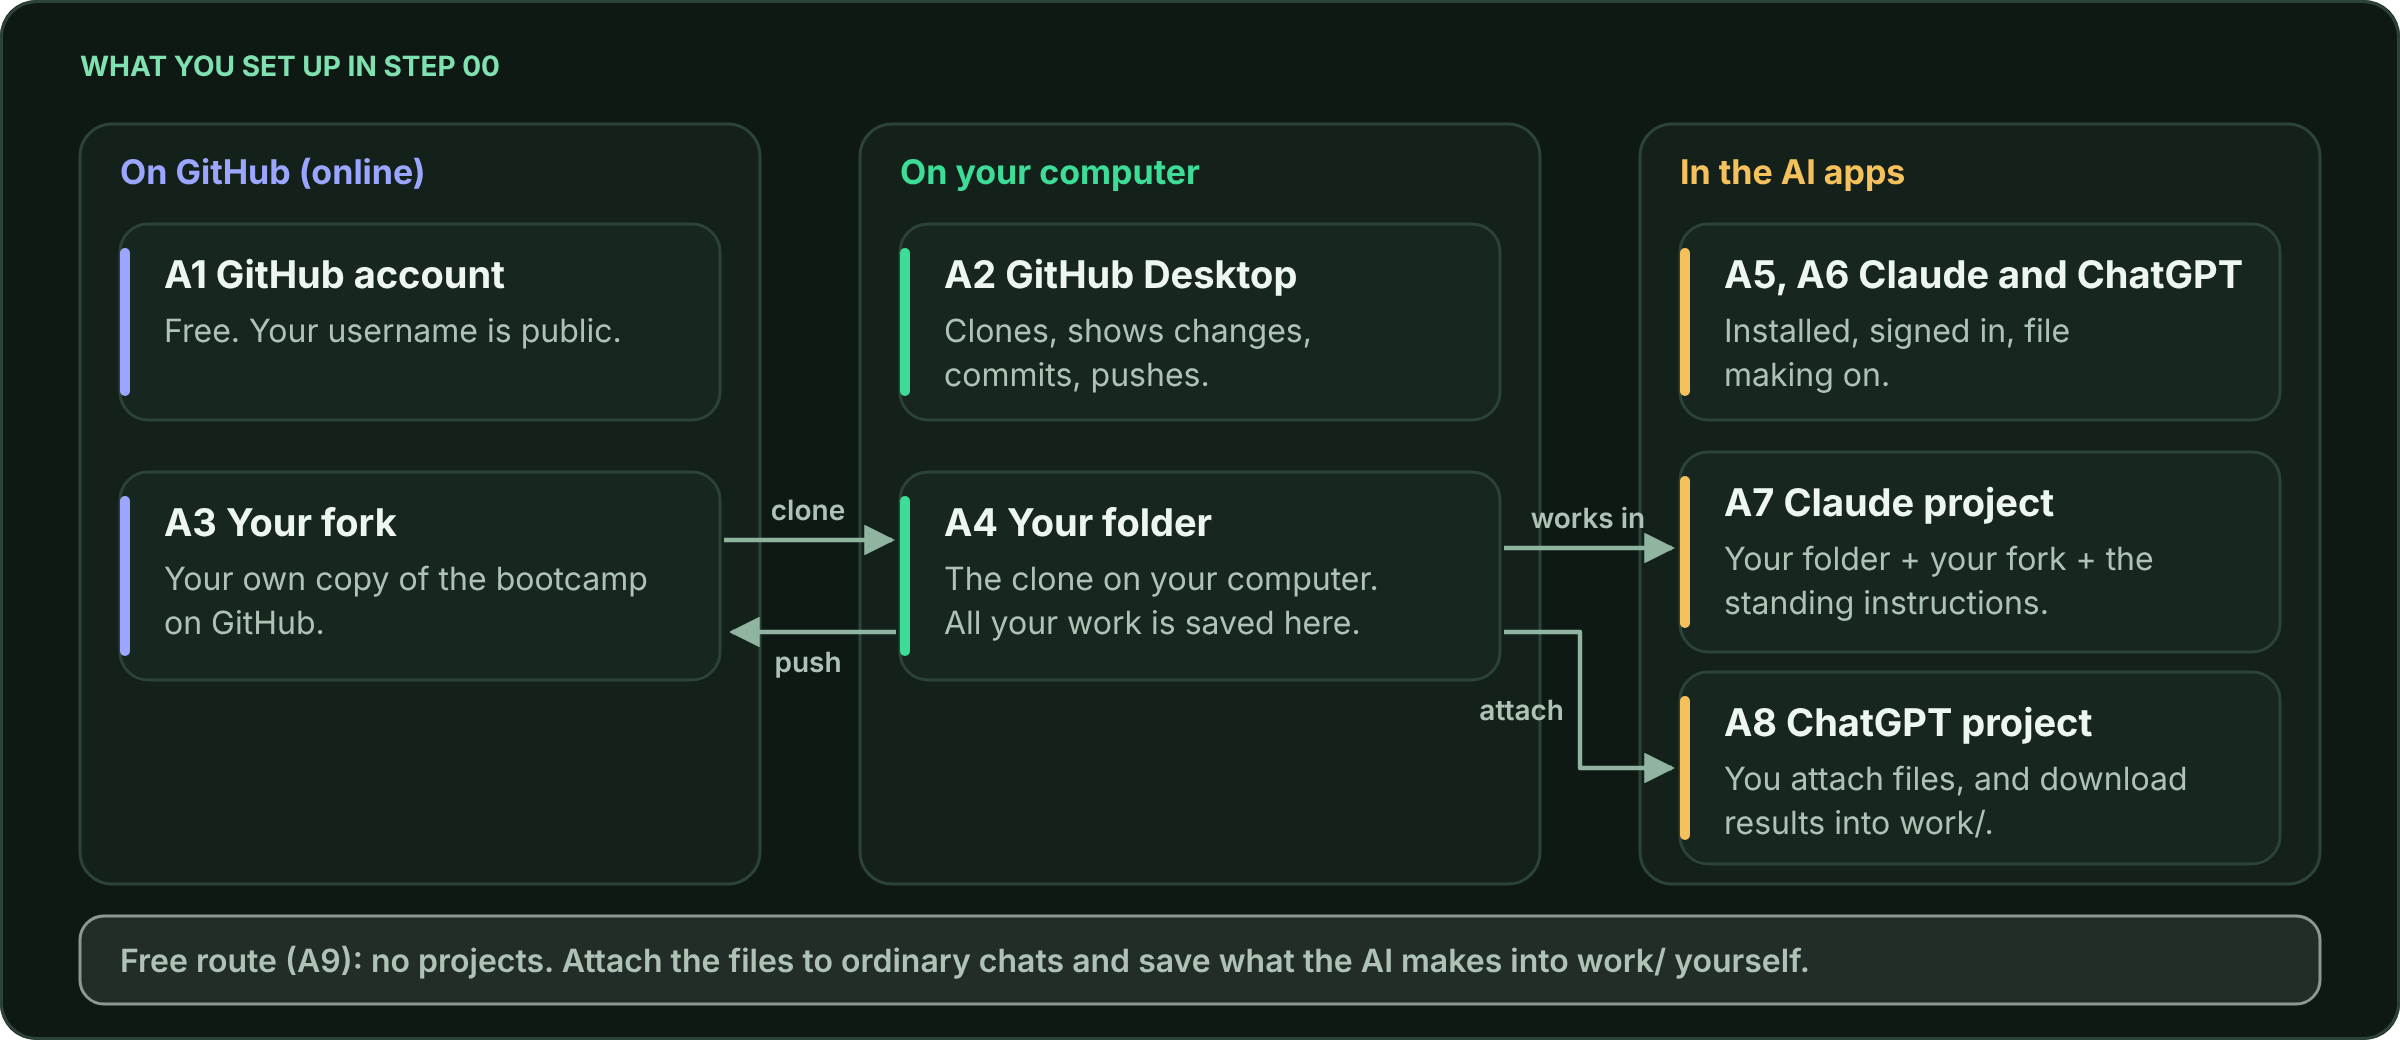 WHAT YOU SET UP IN STEP 00
On GitHub (online)
A1 GitHub account
Free. Your username is public.
A3 Your fork
Your own copy of the bootcamp
on GitHub.
clone
push
On your computer
A2 GitHub Desktop
Clones, shows changes,
commits, pushes.
A4 Your folder
The clone on your computer.
All your work is saved here.
works in
attach
In the AI apps
A5, A6 Claude and ChatGPT
Installed, signed in, file
making on.
A7 Claude project
Your folder + your fork + the
standing instructions.
A8 ChatGPT project
You attach files, and download
results into work/.
Free route (A9): no projects. Attach the files to ordinary chats and save what the AI makes into work/ yourself.